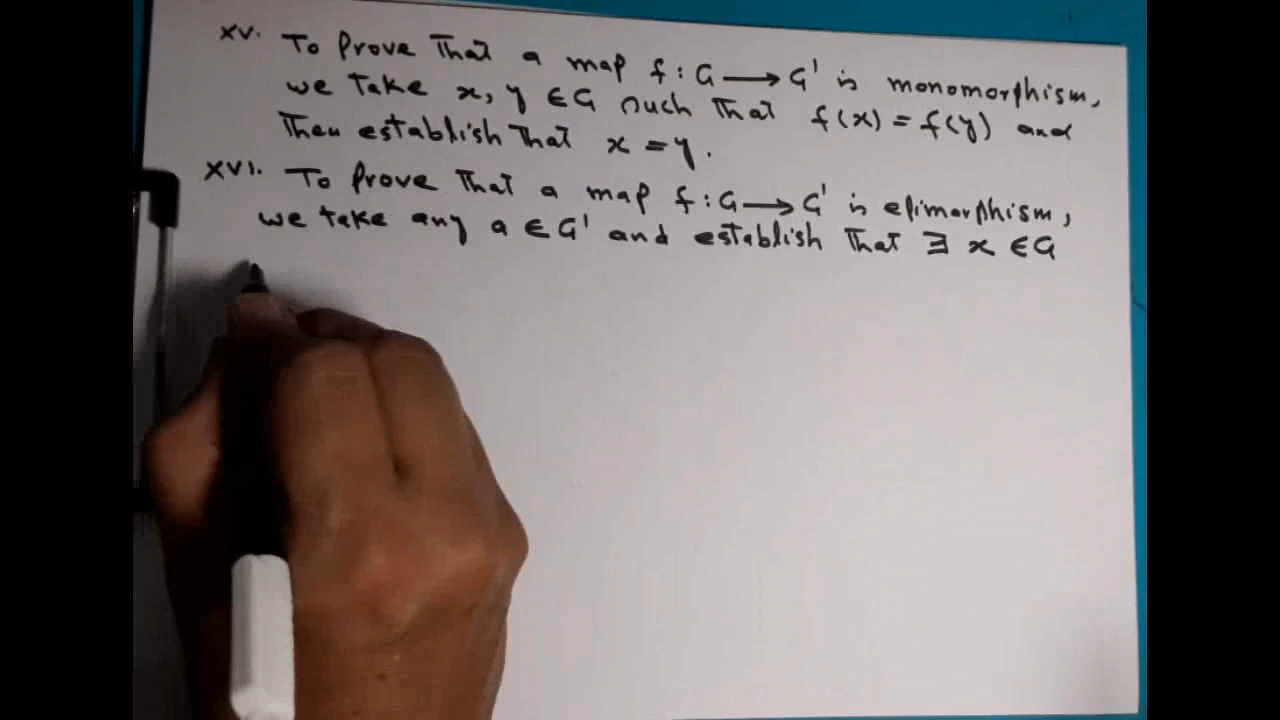 xv. To Prove That a map f : G ⟶ G' is monomorphism,
we take x, y ∈ G such that f(x) = f(y) and
Then establish That x = y.
xvi. To Prove That a map f : G ⟶ G' is epimorphism,
we take any a ∈ G' and establish That ∃ x ∈ G